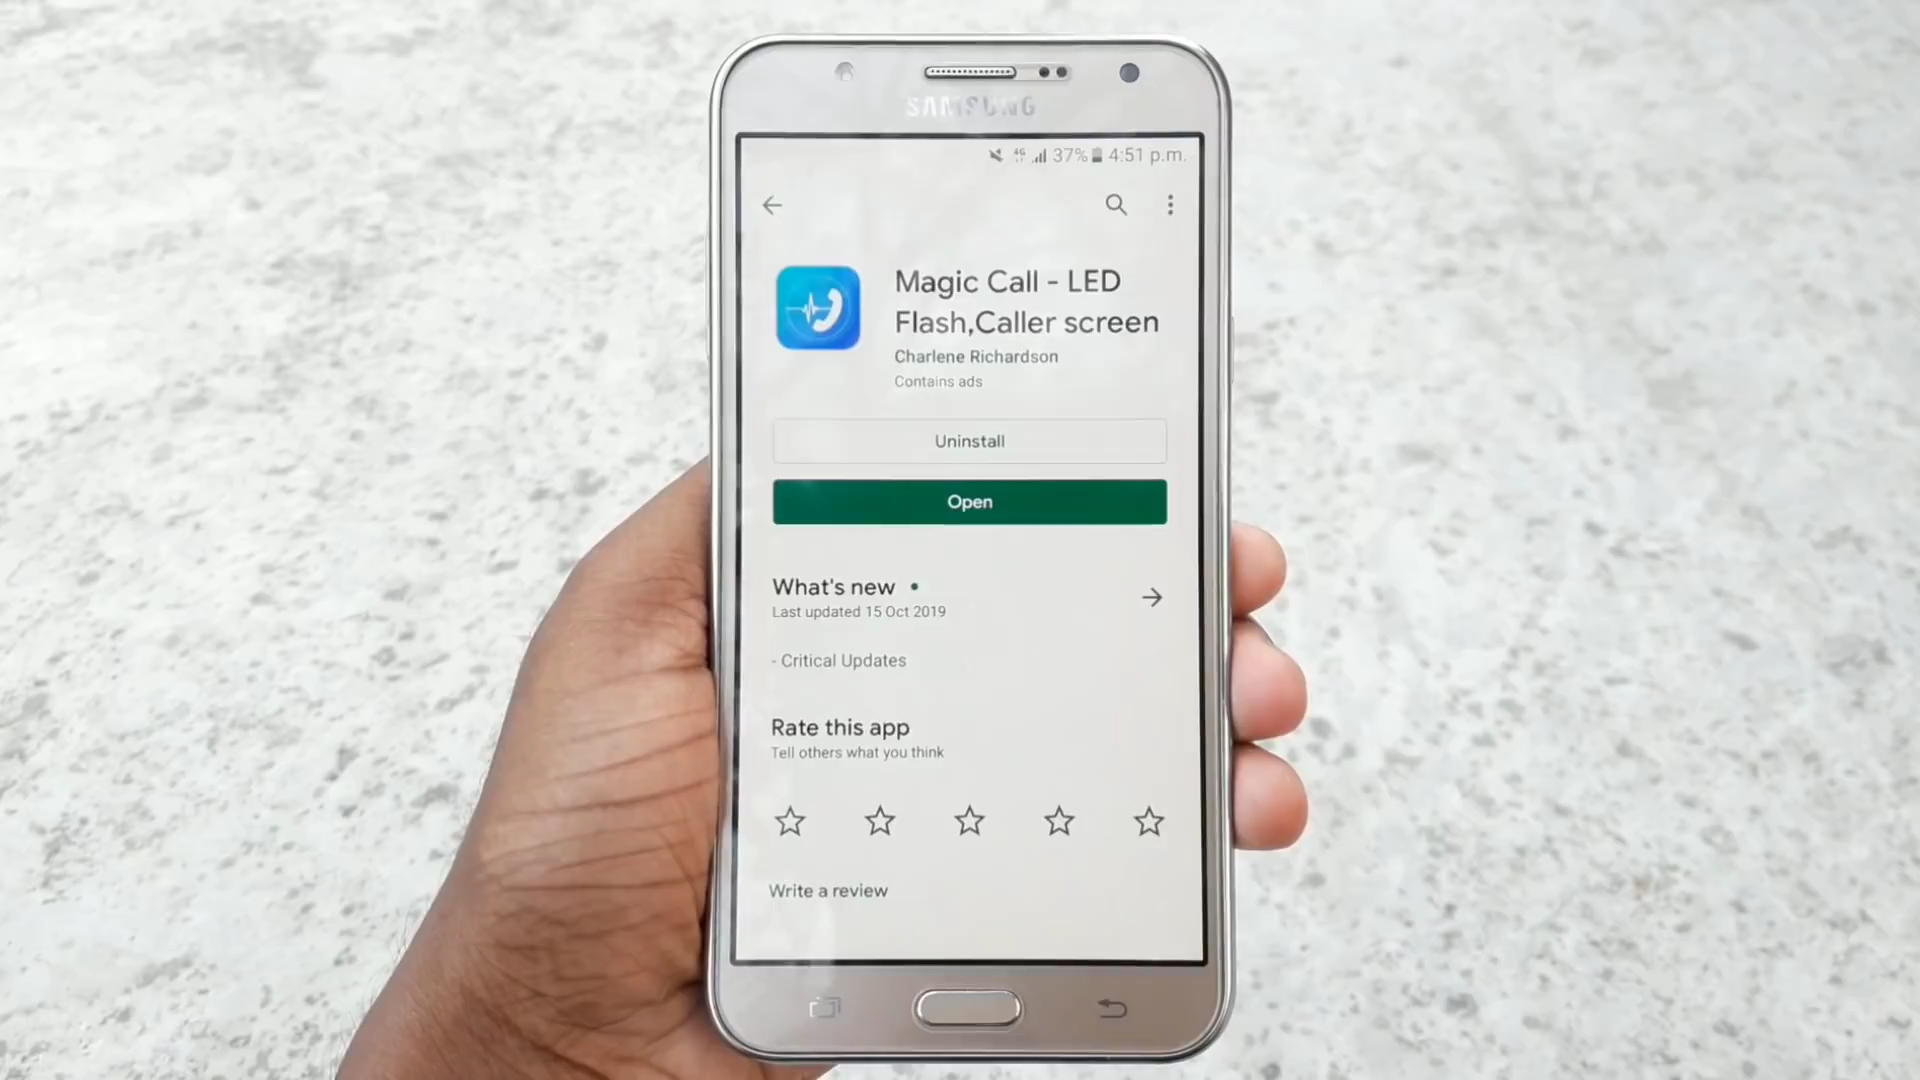 SAMSUNG
4G 37% 4:51 p.m.
Magic Call - LED
Flash,Caller screen
Charlene Richardson
Contains ads
Uninstall
Open
What's new
Last updated 15 Oct 2019
- Critical Updates
Rate this app
Tell others what you think
Write a review